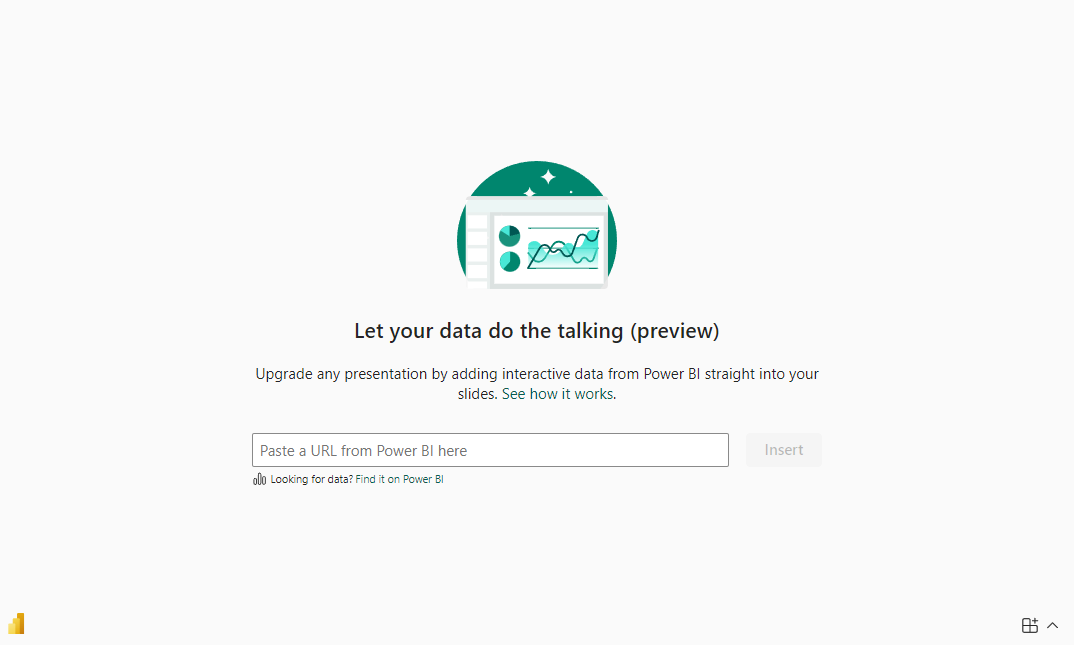 Let your data do the talking (preview)
Upgrade any presentation by adding interactive data from Power BI straight into your
slides. See how it works.
Paste a URL from Power BI here
Insert
Looking for data? Find it on Power BI